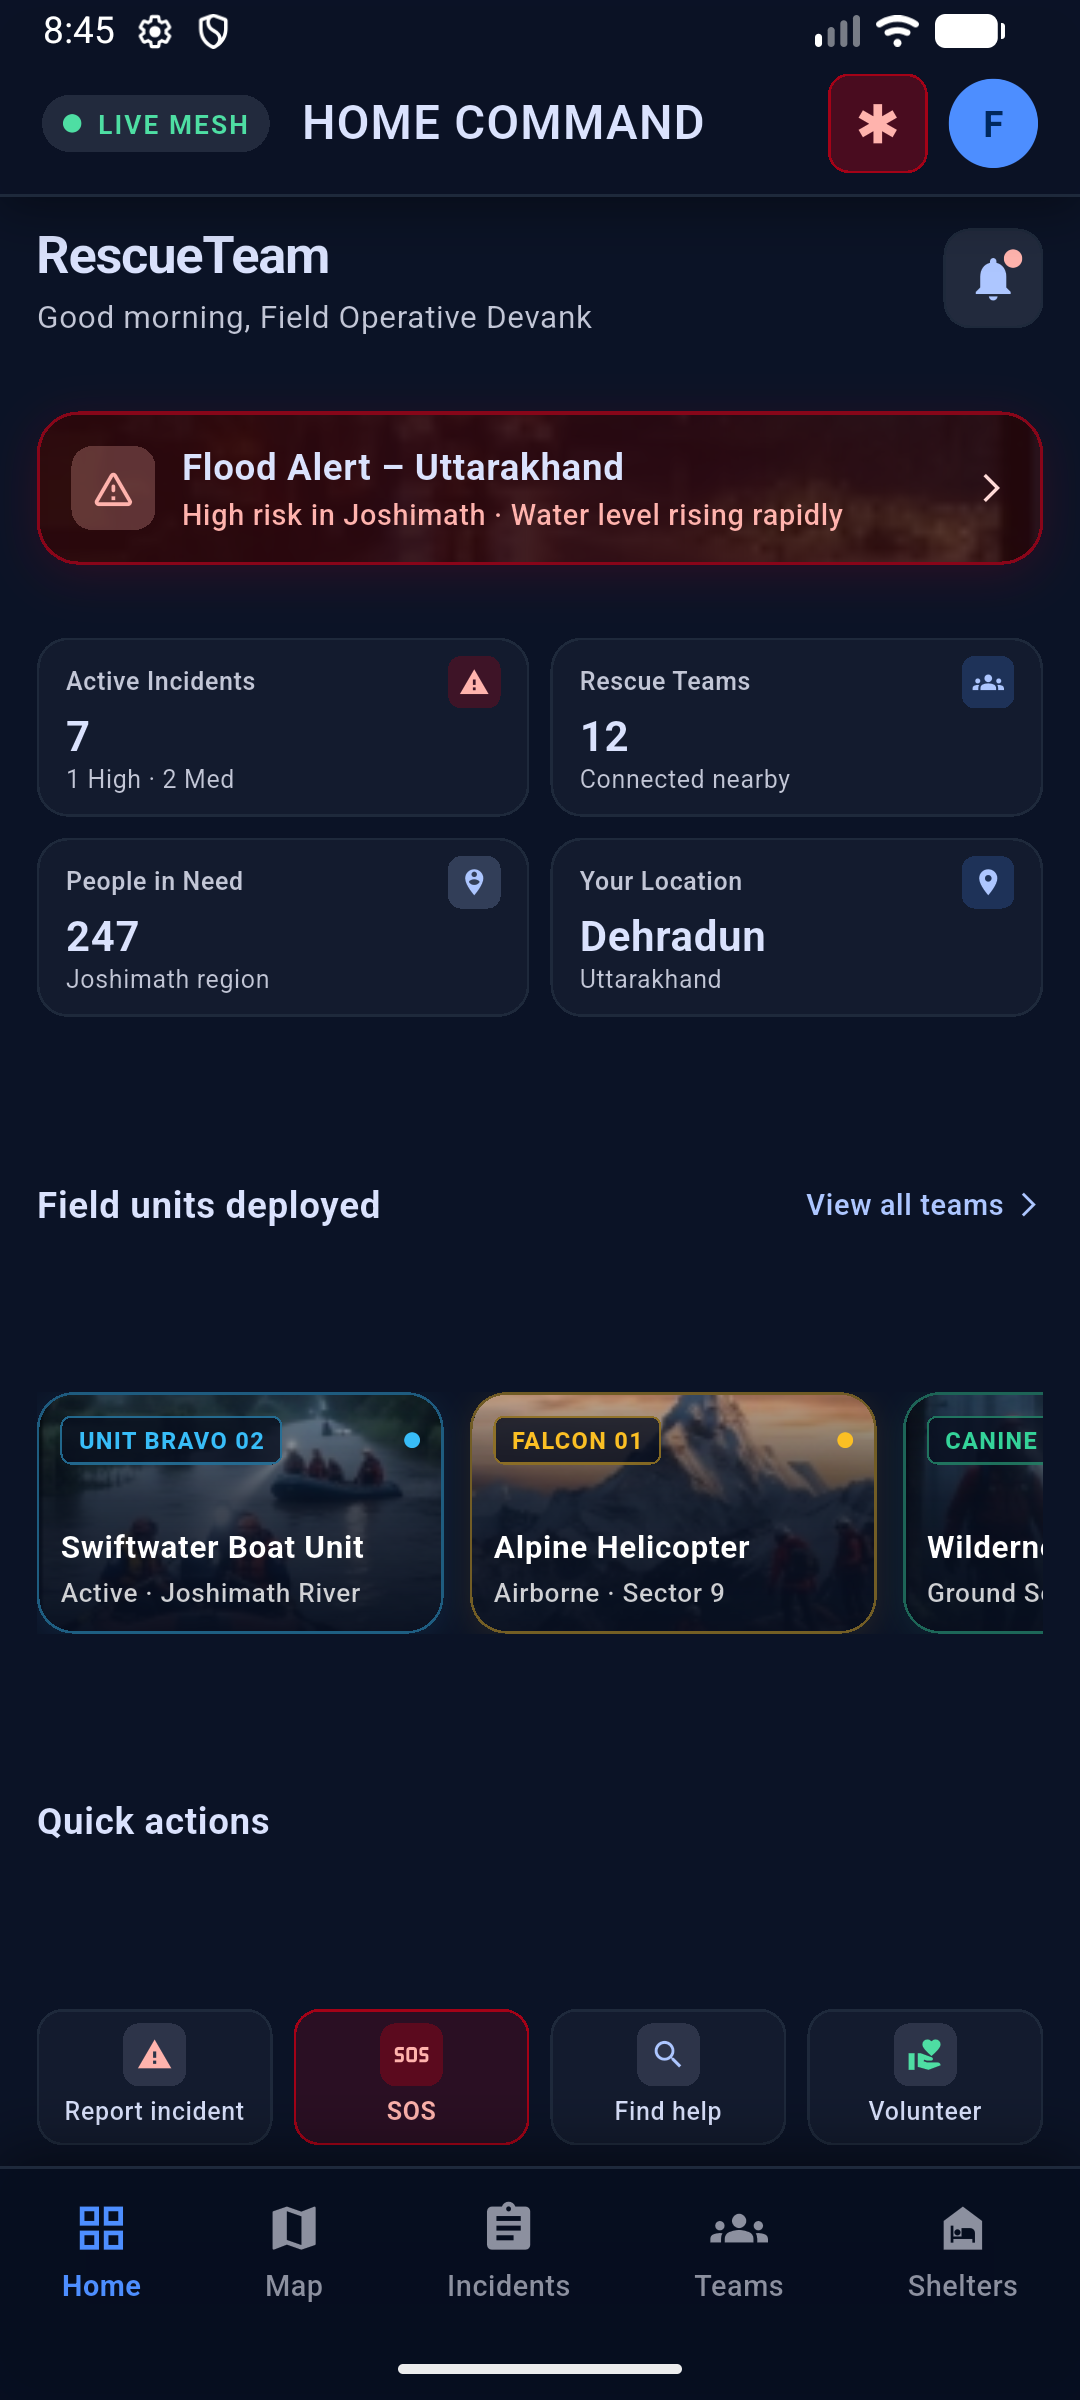 8:45
LIVE MESH
HOME COMMAND
F
RescueTeam
Good morning, Field Operative Devank
Flood Alert – Uttarakhand
High risk in Joshimath · Water level rising rapidly
Active Incidents
7
1 High · 2 Med
Rescue Teams
12
Connected nearby
People in Need
247
Joshimath region
Your Location
Dehradun
Uttarakhand
Field units deployed
View all teams
UNIT BRAVO 02
Swiftwater Boat Unit
Active · Joshimath River
FALCON 01
Alpine Helicopter
Airborne · Sector 9
CANINE
Wildern
Ground S
Quick actions
Report incident
SOS
SOS
Find help
Volunteer
Home
Map
Incidents
Teams
Shelters